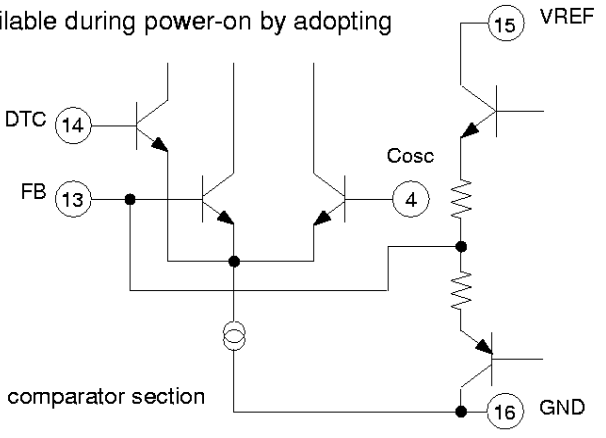 ilable during power-on by adopting
15 VREF
DTC 14
Cosc
FB 13
4
comparator section
16 GND